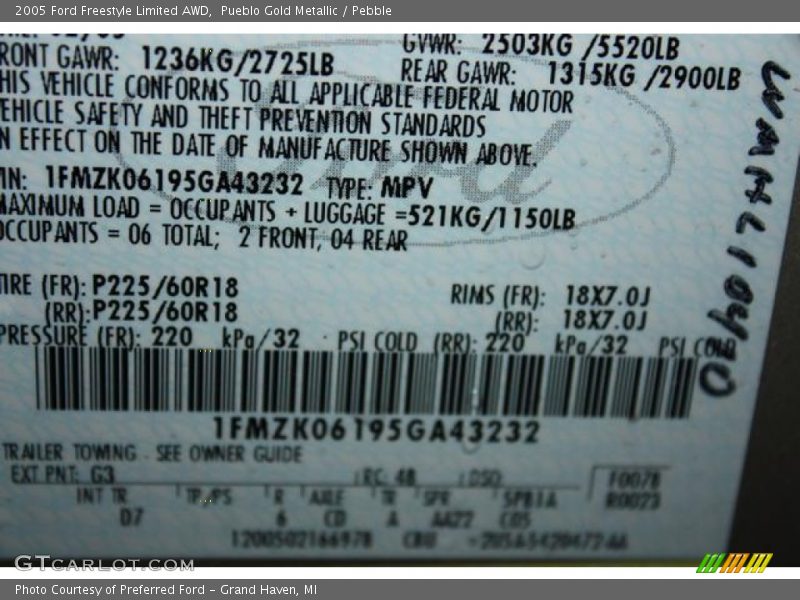 2005 Ford Freestyle Limited AWD,  Pueblo Gold Metallic / Pebble
GVWR: 2503KG /5520LB
RONT GAWR: 1236KG/2725LB REAR GAWR: 1315KG /2900LB
HIS VEHICLE CONFORMS TO ALL APPLICABLE FEDERAL MOTOR
EHICLE SAFETY AND THEFT PREVENTION STANDARDS
N EFFECT ON THE DATE OF MANUFACTURE SHOWN ABOVE.
IN: 1FMZK06195GA43232 TYPE: MPV
MAXIMUM LOAD = OCCUPANTS + LUGGAGE =521KG/1150LB
OCCUPANTS = 06 TOTAL; 2 FRONT, 04 REAR
TIRE (FR): P225/60R18 RIMS (FR): 18X7.0J
(RR): P225/60R18 (RR): 18X7.0J
PRESSURE (FR): 220 kPa/32 PSI COLD (RR): 220 kPa/32 PSI COLD
1FMZK06195GA43232
TRAILER TOWING - SEE OWNER GUIDE
EXT PNT: G3 RC: 48 DSO: F0078
INT TR TP/PS R AXLE TR SPR R0023
D7 6 CD A AA22 C05
Ford
GTCARLOT.COM
Photo Courtesy of Preferred Ford – Grand Haven, MI